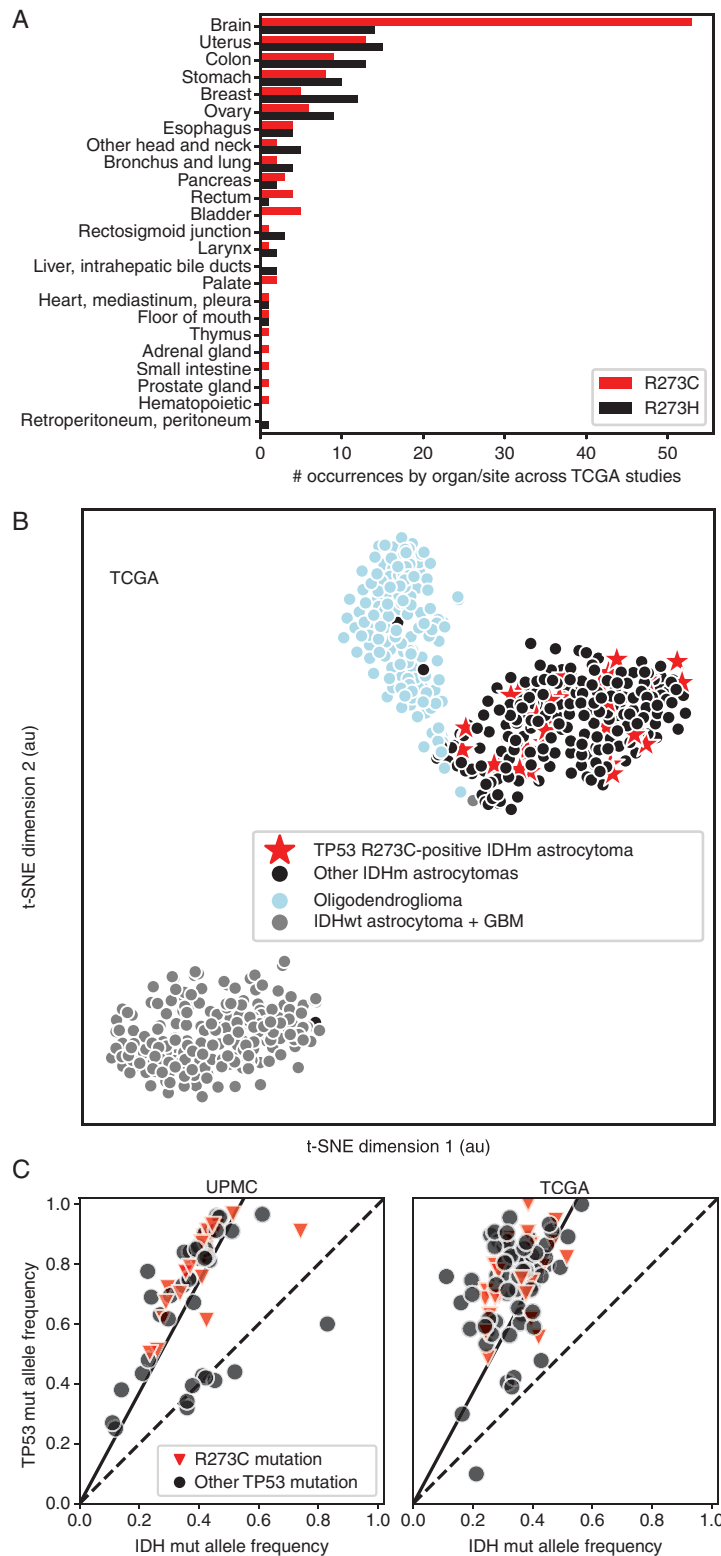 A
Brain
Uterus
Colon
Stomach
Breast
Ovary
Esophagus
Other head and neck
Bronchus and lung
Pancreas
Rectum
Bladder
Rectosigmoid junction
Larynx
Liver, intrahepatic bile ducts
Palate
Heart, mediastinum, pleura
Floor of mouth
Thymus
Adrenal gland
Small intestine
Prostate gland
Hematopoietic
Retroperitoneum, peritoneum
R273C
R273H
0 10 20 30 40 50
# occurrences by organ/site across TCGA studies
B
TCGA
t-SNE dimension 2 (au)
TP53 R273C-positive IDHm astrocytoma
Other IDHm astrocytomas
Oligodendroglioma
IDHwt astrocytoma + GBM
t-SNE dimension 1 (au)
C
UPMC
TCGA
TP53 mut allele frequency
1.0
0.8
0.6
0.4
0.2
0.0
R273C mutation
Other TP53 mutation
0.0 0.2 0.4 0.6 0.8 1.0
0.0 0.2 0.4 0.6 0.8 1.0
IDH mut allele frequency
IDH mut allele frequency